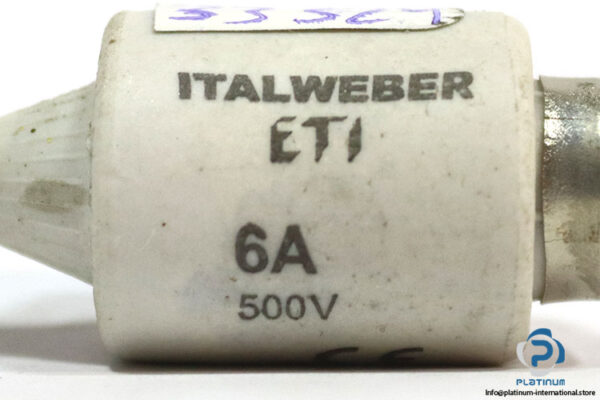 ITALWEBER
ETI
6A
500V
PLATINUM
Info@platinum-international.store